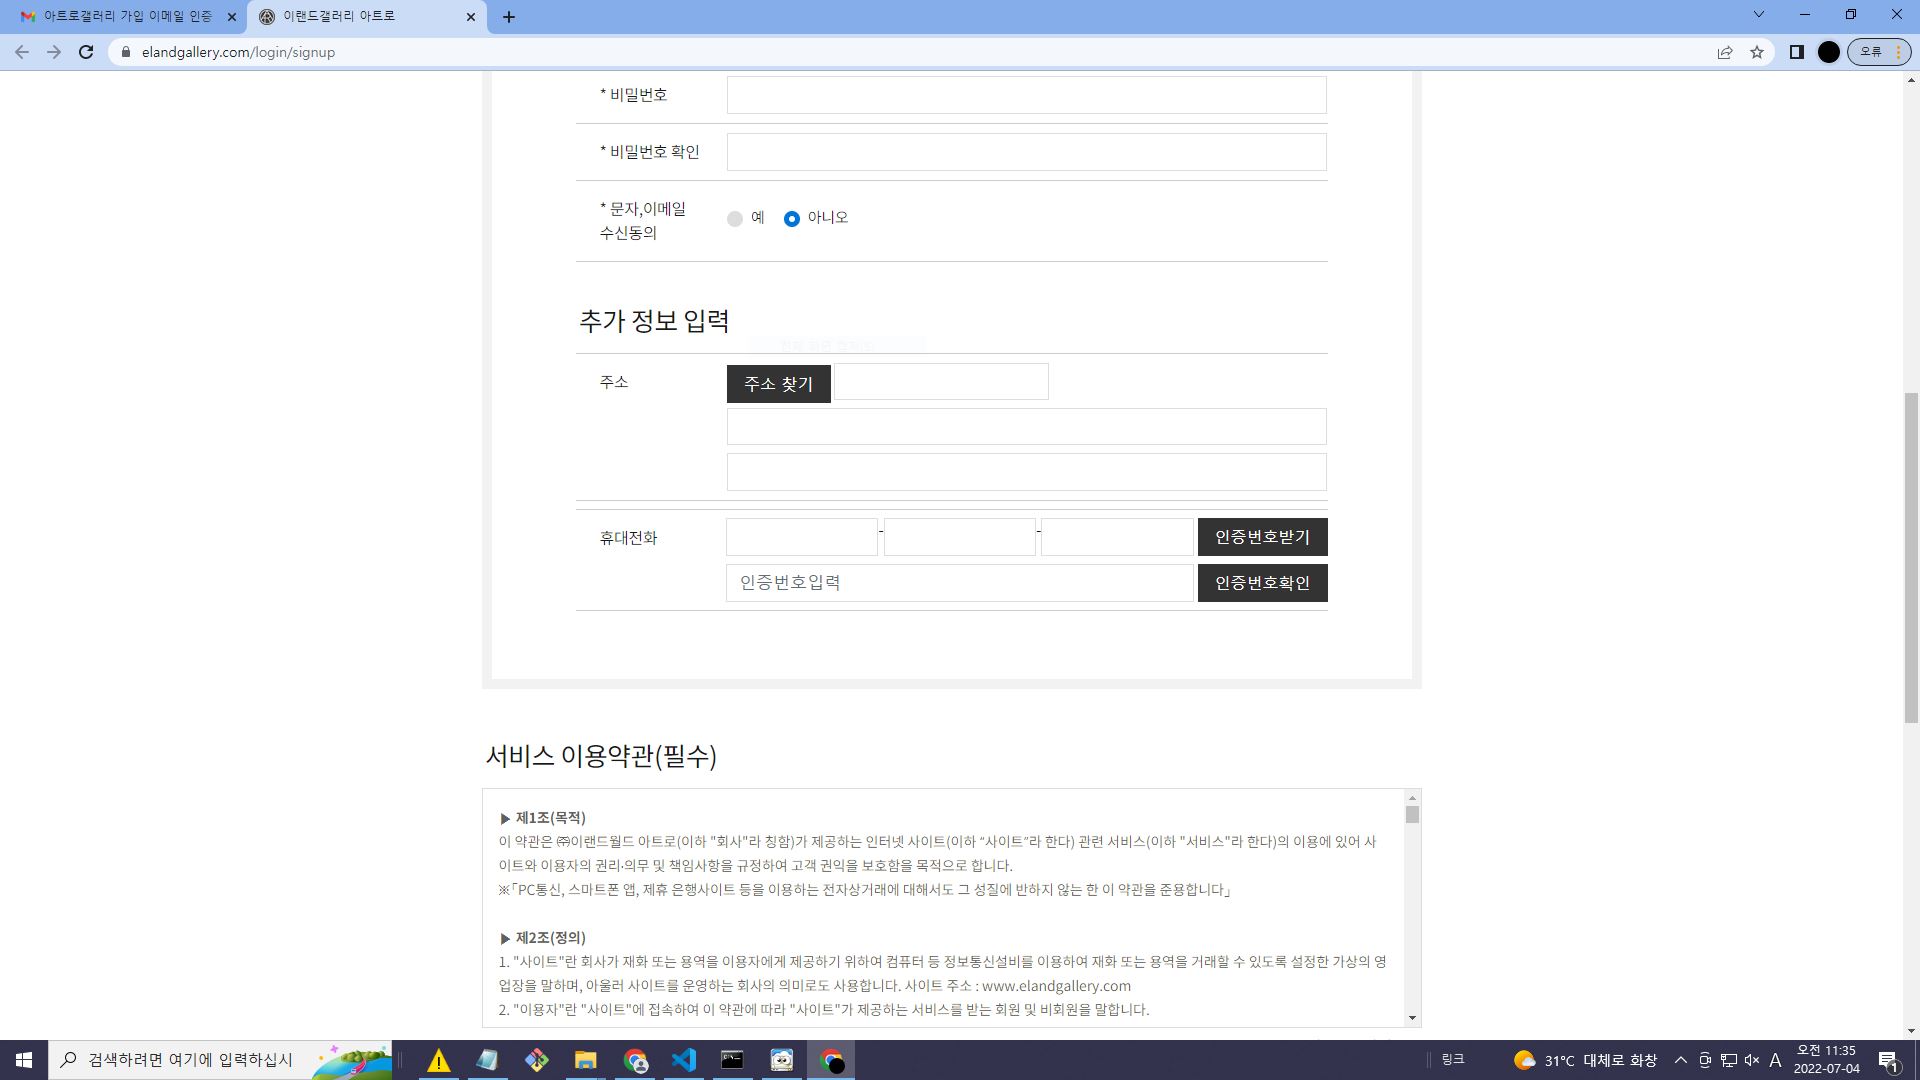 아트로갤러리 가입 이메일 인증
이랜드갤러리 아트로
elandgallery.com/login/signup
오류
* 비밀번호
* 비밀번호 확인
* 문자,이메일
수신동의
예
아니오
추가 정보 입력
주소
주소 찾기
휴대전화
-
-
인증번호받기
인증번호입력
인증번호확인
서비스 이용약관(필수)
▶ 제1조(목적)
이 약관은 ㈜이랜드월드 아트로(이하 "회사"라 칭함)가 제공하는 인터넷 사이트(이하 “사이트”라 한다) 관련 서비스(이하 "서비스"라 한다)의 이용에 있어 사
이트와 이용자의 권리·의무 및 책임사항을 규정하여 고객 권익을 보호함을 목적으로 합니다.
※「PC통신, 스마트폰 앱, 제휴 은행사이트 등을 이용하는 전자상거래에 대해서도 그 성질에 반하지 않는 한 이 약관을 준용합니다」
▶ 제2조(정의)
1. "사이트"란 회사가 재화 또는 용역을 이용자에게 제공하기 위하여 컴퓨터 등 정보통신설비를 이용하여 재화 또는 용역을 거래할 수 있도록 설정한 가상의 영
업장을 말하며, 아울러 사이트를 운영하는 회사의 의미로도 사용합니다. 사이트 주소 : www.elandgallery.com
2. "이용자"란 "사이트"에 접속하여 이 약관에 따라 "사이트"가 제공하는 서비스를 받는 회원 및 비회원을 말합니다.
검색하려면 여기에 입력하십시
링크
31°C 대체로 화창
A
오전 11:35
2022-07-04
1